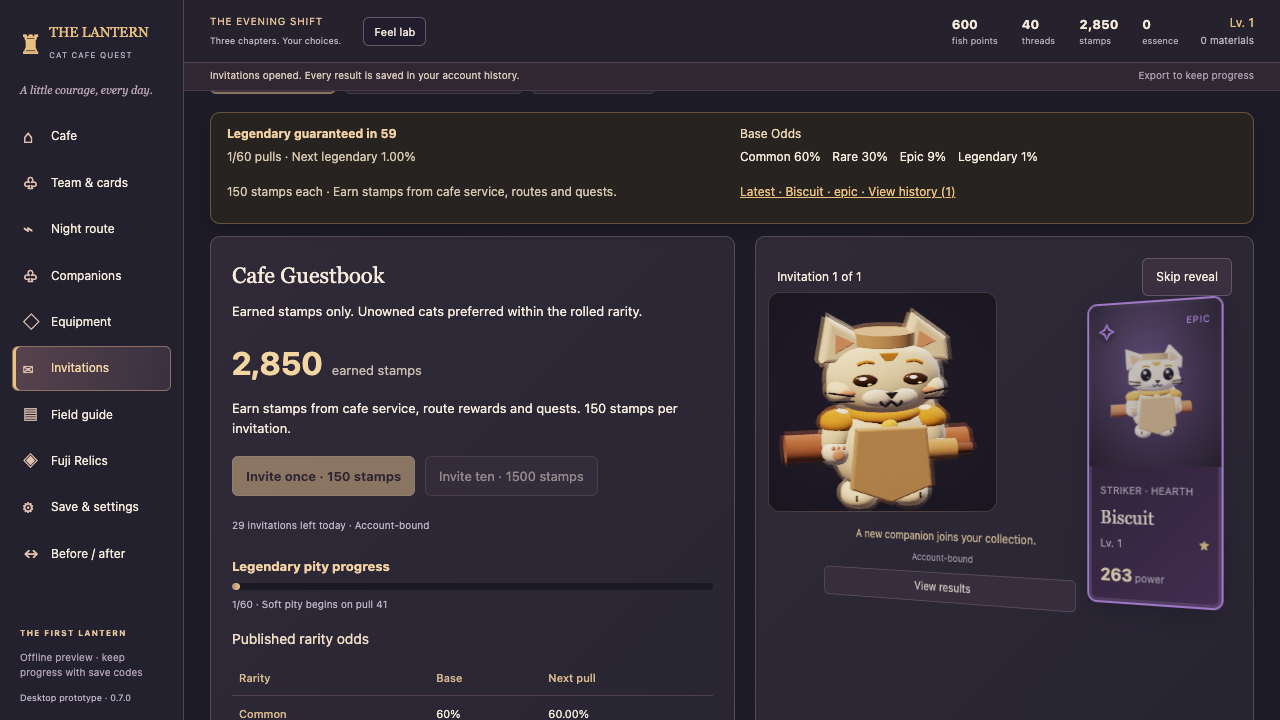 THE LANTERN
CAT CAFE QUEST
A little courage, every day.
Cafe
Team & cards
Night route
Companions
Equipment
Invitations
Field guide
Fuji Relics
Save & settings
Before / after
THE FIRST LANTERN
Offline preview · keep
progress with save codes
Desktop prototype · 0.7.0
THE EVENING SHIFT
Three chapters. Your choices.
Feel lab
600
fish points
40
threads
2,850
stamps
0
essence
Lv. 1
0 materials
Invitations opened. Every result is saved in your account history.
Export to keep progress
Legendary guaranteed in 59
1/60 pulls · Next legendary 1.00%
150 stamps each · Earn stamps from cafe service, routes and quests.
Base Odds
Common 60% Rare 30% Epic 9% Legendary 1%
Latest · Biscuit · epic · View history (1)
Cafe Guestbook
Earned stamps only. Unowned cats preferred within the rolled rarity.
2,850 earned stamps
Earn stamps from cafe service, route rewards and quests. 150 stamps per
invitation.
Invite once · 150 stamps
Invite ten · 1500 stamps
29 invitations left today · Account-bound
Legendary pity progress
1/60 · Soft pity begins on pull 41
Published rarity odds
Rarity Base Next pull
Common 60% 60.00%
Invitation 1 of 1
Skip reveal
A new companion joins your collection.
Account-bound
View results
EPIC
STRIKER · HEARTH
Biscuit
Lv. 1
263 power